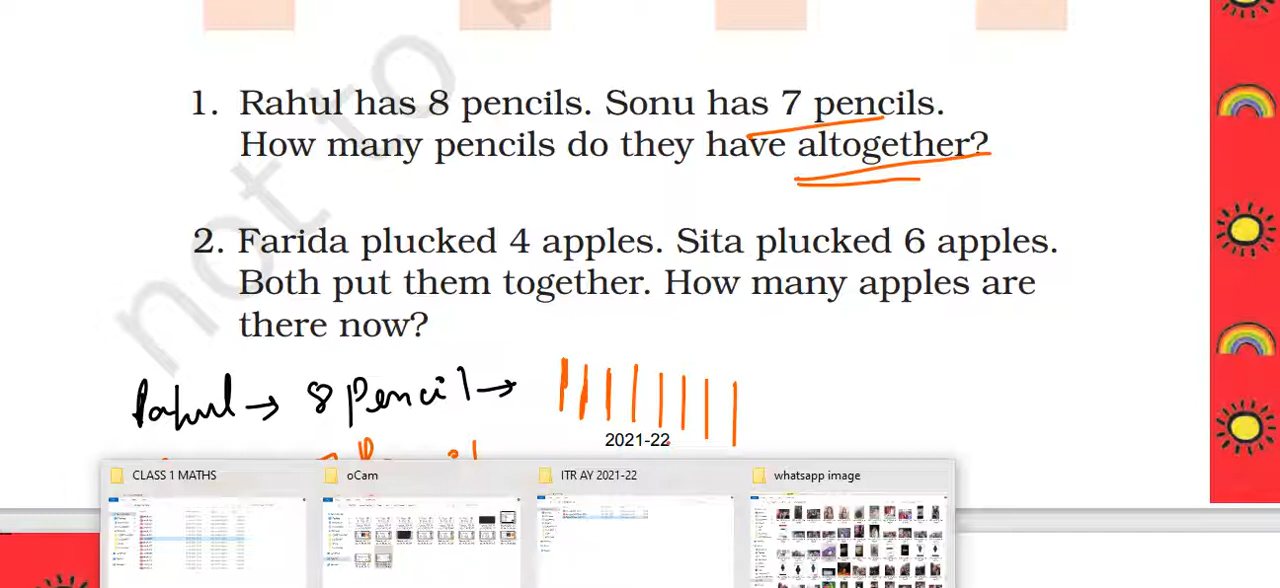 1. Rahul has 8 pencils. Sonu has 7 pencils.
How many pencils do they have altogether?
2. Farida plucked 4 apples. Sita plucked 6 apples.
Both put them together. How many apples are
there now?
not to
Rahul → 8 Pencil →
2021-22
CLASS 1 MATHS
oCam
ITR AY 2021-22
whatsapp image